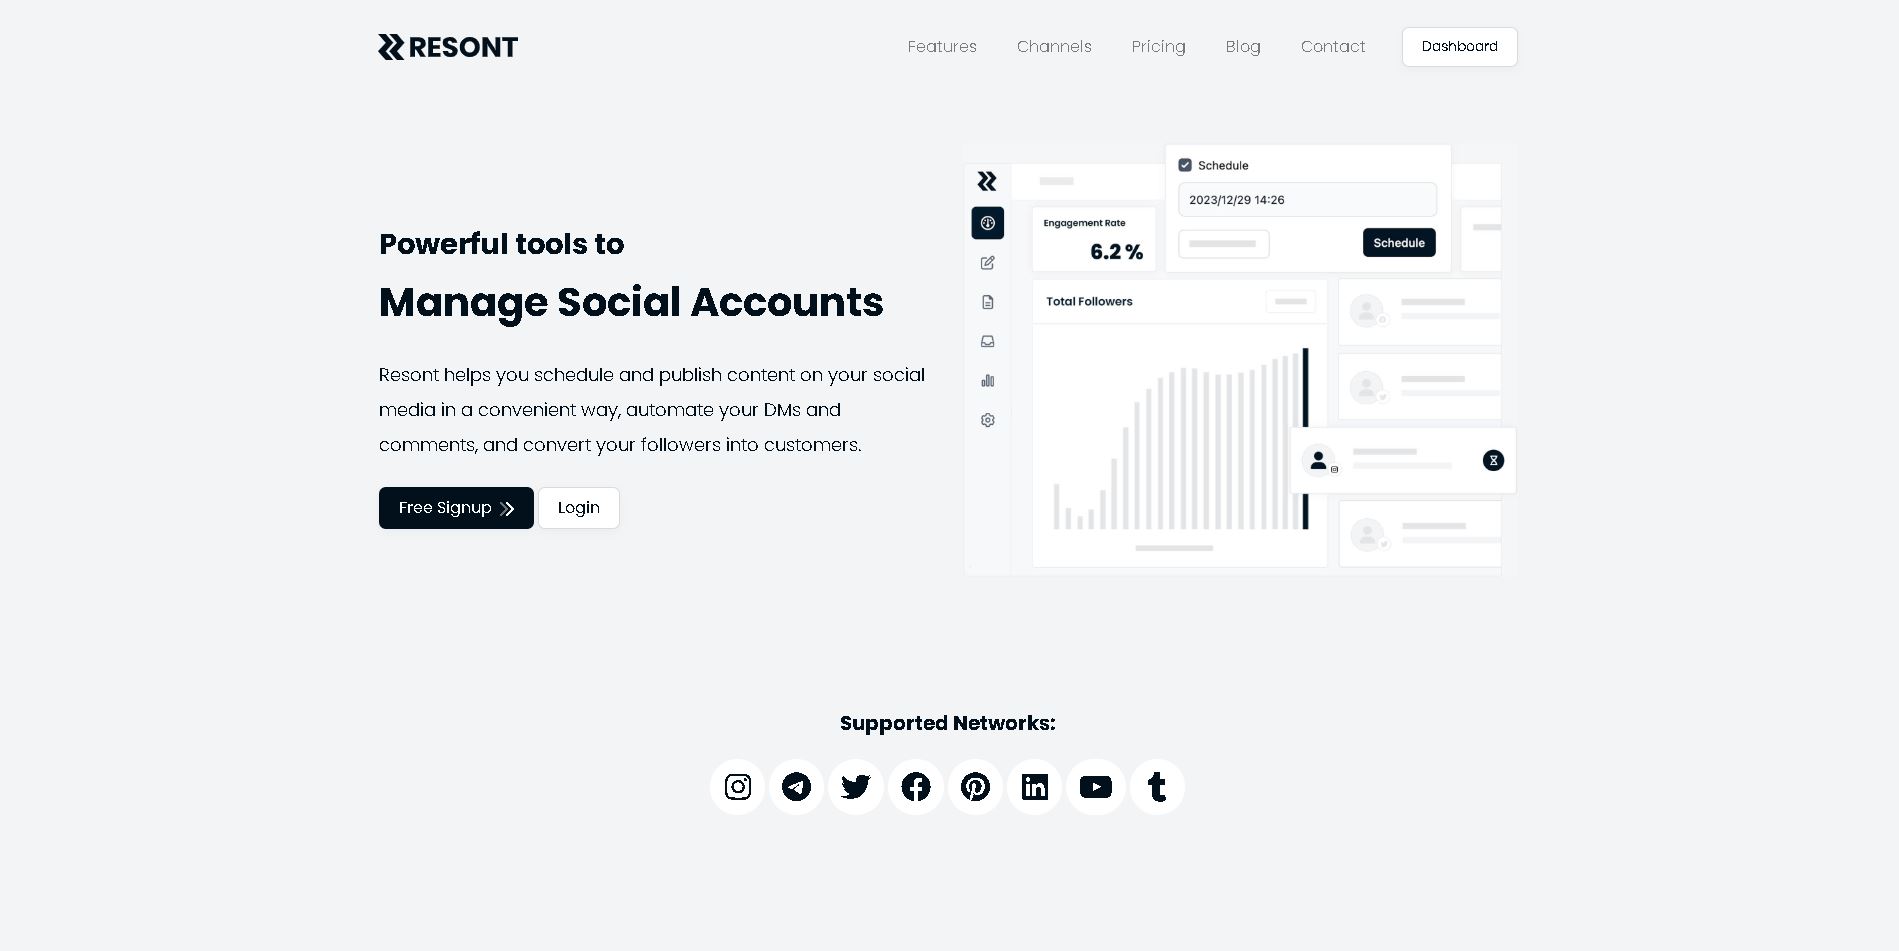 RESONT
Features
Channels
Pricing
Blog
Contact
Dashboard
Powerful tools to
Manage Social Accounts
Resont helps you schedule and publish content on your social
media in a convenient way, automate your DMs and
comments, and convert your followers into customers.
Free Signup
Login
Schedule
2023/12/29 14:26
Schedule
Engagement Rate
6.2 %
Total Followers
Supported Networks: